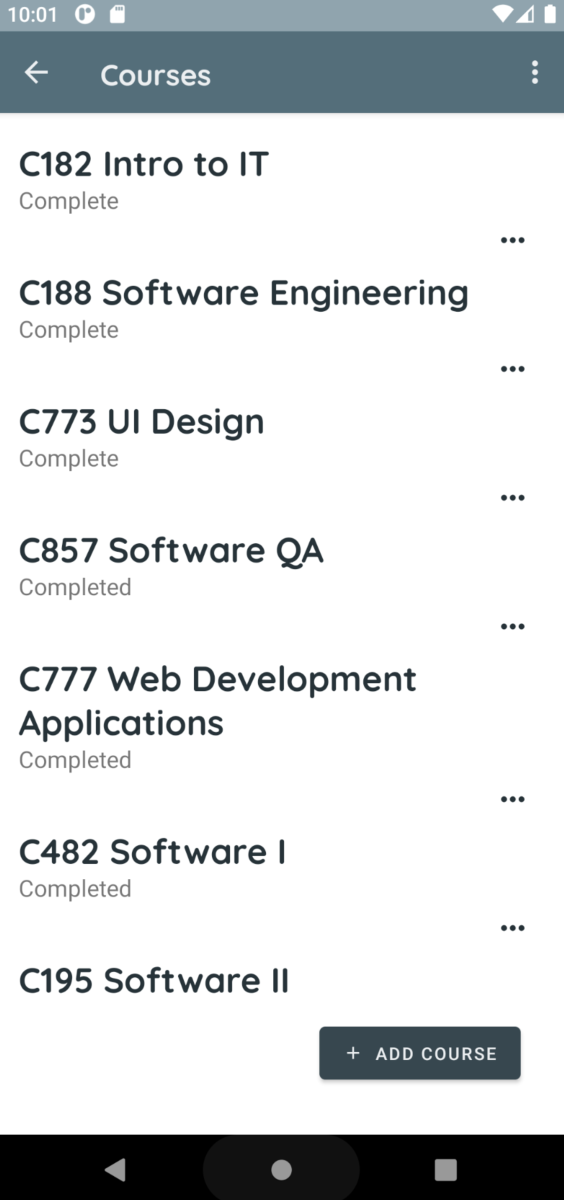 10:01
Courses
C182 Intro to IT
Complete
C188 Software Engineering
Complete
C773 UI Design
Complete
C857 Software QA
Completed
C777 Web Development
Applications
Completed
C482 Software I
Completed
C195 Software II
+ ADD COURSE